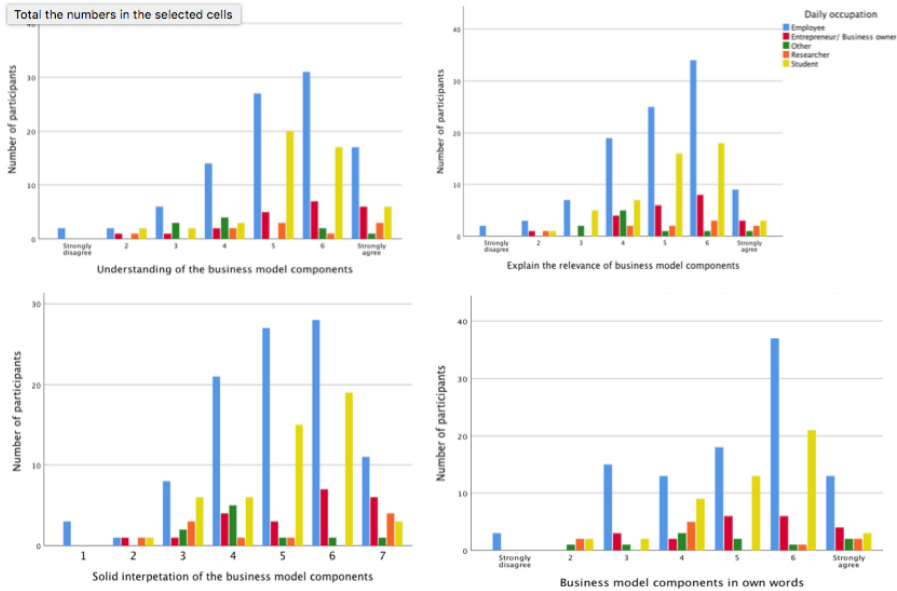 Total the numbers in the selected cells
40
30
20
10
0
Number of participants
Strongly disagree
2
3
4
5
6
Strongly agree
Understanding of the business model components
40
30
20
10
0
Number of participants
Strongly disagree
2
3
4
5
6
Strongly agree
Explain the relevance of business model components
Daily occupation
Employee
Entrepreneur/ Business owner
Other
Researcher
Student
30
20
10
0
Number of participants
1
2
3
4
5
6
7
Solid interpetation of the business model components
40
30
20
10
0
Number of participants
Strongly disagree
2
3
4
5
6
Strongly agree
Business model components in own words